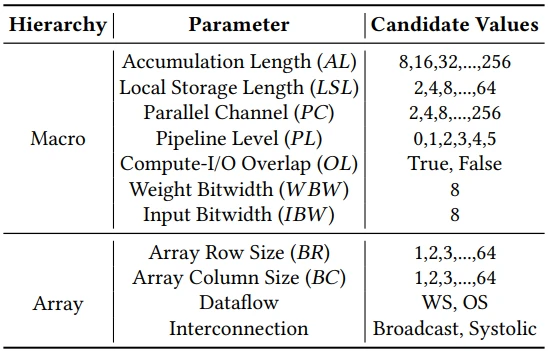 Hierarchy Parameter Candidate Values
Accumulation Length (AL) 8,16,32,...,256
Local Storage Length (LSL) 2,4,8,...,64
Parallel Channel (PC) 2,4,8,...,256
Macro Pipeline Level (PL) 0,1,2,3,4,5
Compute-I/O Overlap (OL) True, False
Weight Bitwidth (WBW) 8
Input Bitwidth (IBW) 8
Array Row Size (BR) 1,2,3,...,64
Array Column Size (BC) 1,2,3,...,64
Array Dataflow WS, OS
Interconnection Broadcast, Systolic